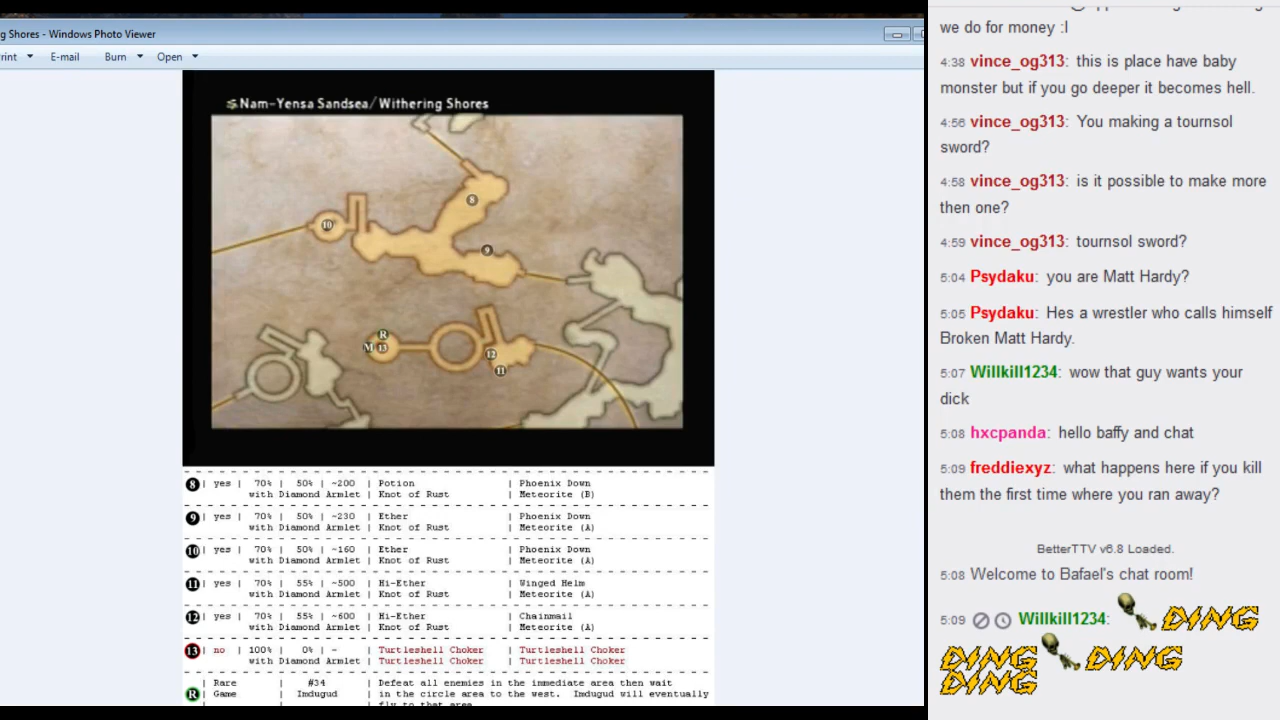 g Shores - Windows Photo Viewer
rint E-mail Burn Open
Nam-Yensa Sandsea/Withering Shores
8
10
9
R
M 13
12
11
8 | yes | 70% | 50% | ~200 | Potion | Phoenix Down
with Diamond Armlet | Knot of Rust | Meteorite (B)
9 | yes | 70% | 50% | ~230 | Ether | Phoenix Down
with Diamond Armlet | Knot of Rust | Meteorite (A)
10 | yes | 70% | 50% | ~160 | Ether | Phoenix Down
with Diamond Armlet | Knot of Rust | Meteorite (A)
11 | yes | 70% | 55% | ~500 | Hi-Ether | Winged Helm
with Diamond Armlet | Knot of Rust | Meteorite (A)
12 | yes | 70% | 55% | ~600 | Hi-Ether | Chainmail
with Diamond Armlet | Knot of Rust | Meteorite (A)
13 | no | 100% | 0% | - | Turtleshell Choker | Turtleshell Choker
with Diamond Armlet | Turtleshell Choker | Turtleshell Choker
| Rare | #34 | Defeat all enemies in the immediate area then wait
R | Game | Imdugud | in the circle area to the west. Imdugud will eventually
fly to that area
we do for money :l
4:38 vince_og313: this is place have baby
monster but if you go deeper it becomes hell.
4:56 vince_og313: You making a tournsol
sword?
4:58 vince_og313: is it possible to make more
then one?
4:59 vince_og313: tournsol sword?
5:04 Psydaku: you are Matt Hardy?
5:05 Psydaku: Hes a wrestler who calls himself
Broken Matt Hardy.
5:07 Willkill1234: wow that guy wants your
dick
5:08 hxcpanda: hello baffy and chat
5:09 freddiexyz: what happens here if you kill
them the first time where you ran away?
BetterTTV v6.8 Loaded.
5:08 Welcome to Bafael's chat room!
5:09 Willkill1234: DING
DING DING
DING